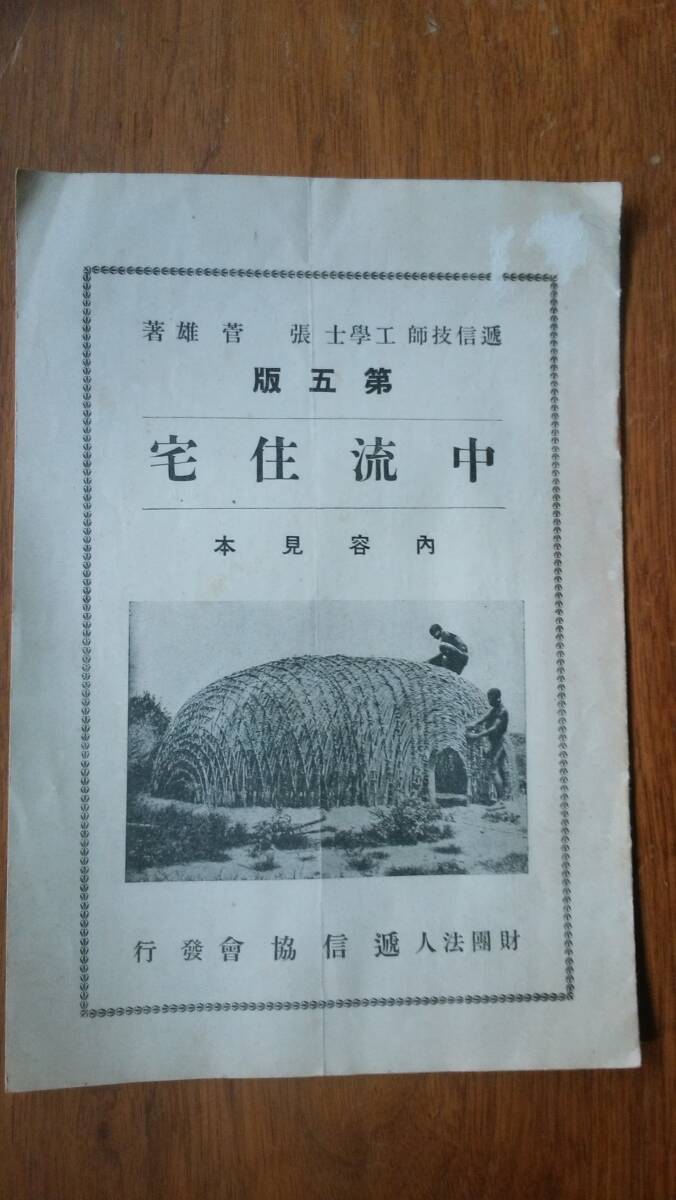 遞信技師 工學士 張 菅雄著
第五版
中流住宅
內容見本
財團法人遞信協會發行